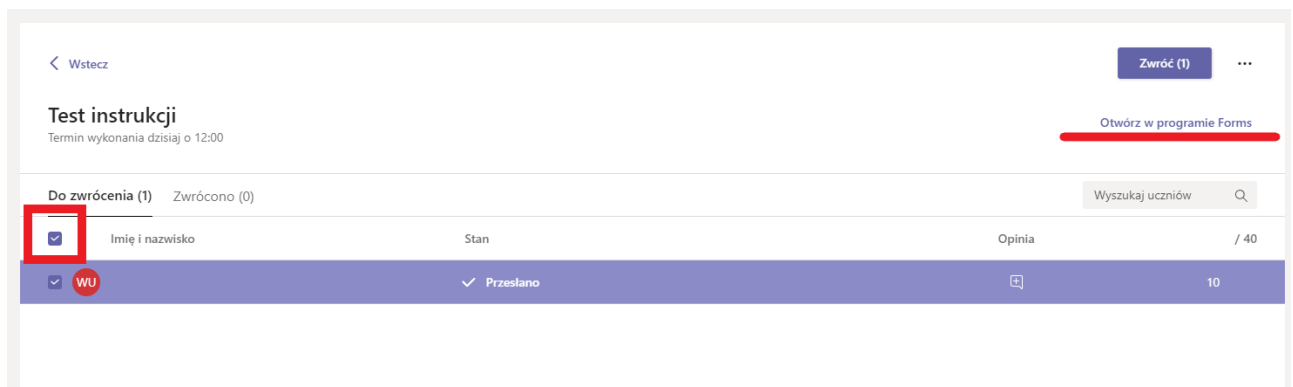 Wstecz
Zwróć (1)
Test instrukcji
Termin wykonania dzisiaj o 12:00
Otwórz w programie Forms
Do zwrócenia (1) Zwrócono (0)
Wyszukaj uczniów
Imię i nazwisko Stan Opinia / 40
WU Przesłano 10